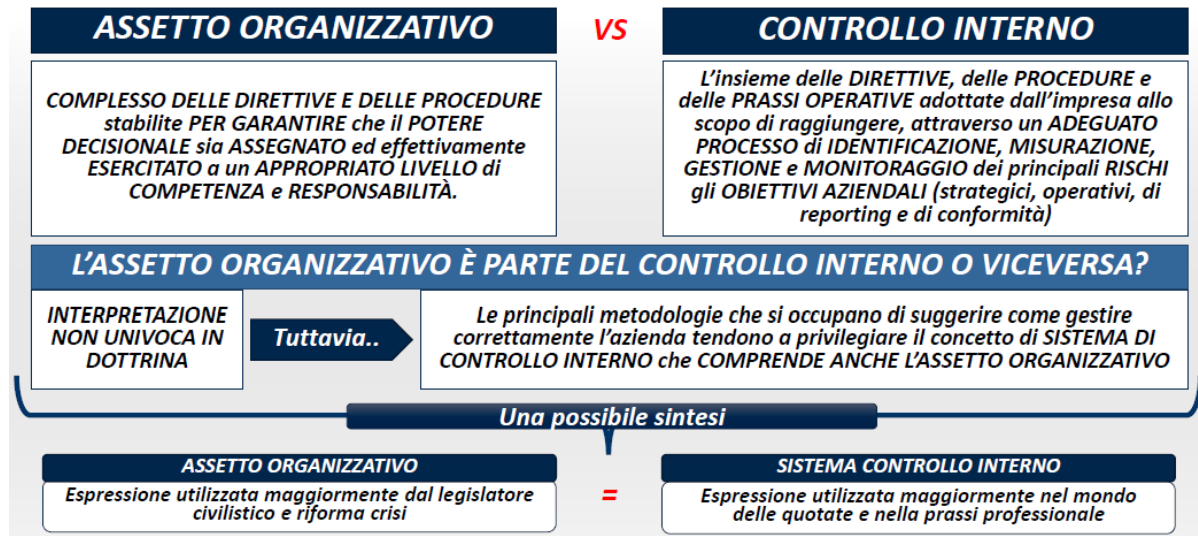 ASSETTO ORGANIZZATIVO
VS
CONTROLLO INTERNO
COMPLESSO DELLE DIRETTIVE E DELLE PROCEDURE
stabilite PER GARANTIRE che il POTERE
DECISIONALE sia ASSEGNATO ed effettivamente
ESERCITATO a un APPROPRIATO LIVELLO di
COMPETENZA e RESPONSABILITÀ.
L'insieme delle DIRETTIVE, delle PROCEDURE e
delle PRASSI OPERATIVE adottate dall'impresa allo
scopo di raggiungere, attraverso un ADEGUATO
PROCESSO di IDENTIFICAZIONE, MISURAZIONE,
GESTIONE e MONITORAGGIO dei principali RISCHI
gli OBIETTIVI AZIENDALI (strategici, operativi, di
reporting e di conformità)
L'ASSETTO ORGANIZZATIVO È PARTE DEL CONTROLLO INTERNO O VICEVERSA?
INTERPRETAZIONE
NON UNIVOCA IN
DOTTRINA
Tuttavia..
Le principali metodologie che si occupano di suggerire come gestire
correttamente l'azienda tendono a privilegiare il concetto di SISTEMA DI
CONTROLLO INTERNO che COMPRENDE ANCHE L'ASSETTO ORGANIZZATIVO
Una possibile sintesi
ASSETTO ORGANIZZATIVO
Espressione utilizzata maggiormente dal legislatore
civilistico e riforma crisi
=
SISTEMA CONTROLLO INTERNO
Espressione utilizzata maggiormente nel mondo
delle quotate e nella prassi professionale